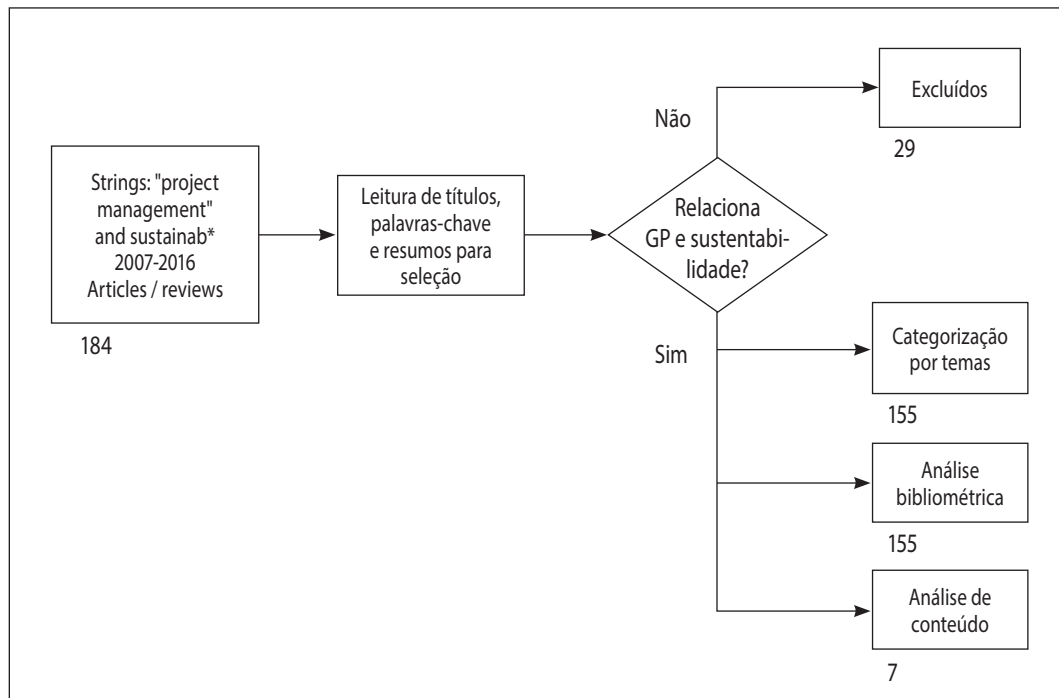 Strings: "project
management"
and sustainab*
2007-2016
Articles / reviews
184
Leitura de títulos,
palavras-chave
e resumos para
seleção
Relaciona
GP e sustentabi-
lidade?
Não
Excluídos
29
Sim
Categorização
por temas
155
Análise
bibliométrica
155
Análise de
conteúdo
7